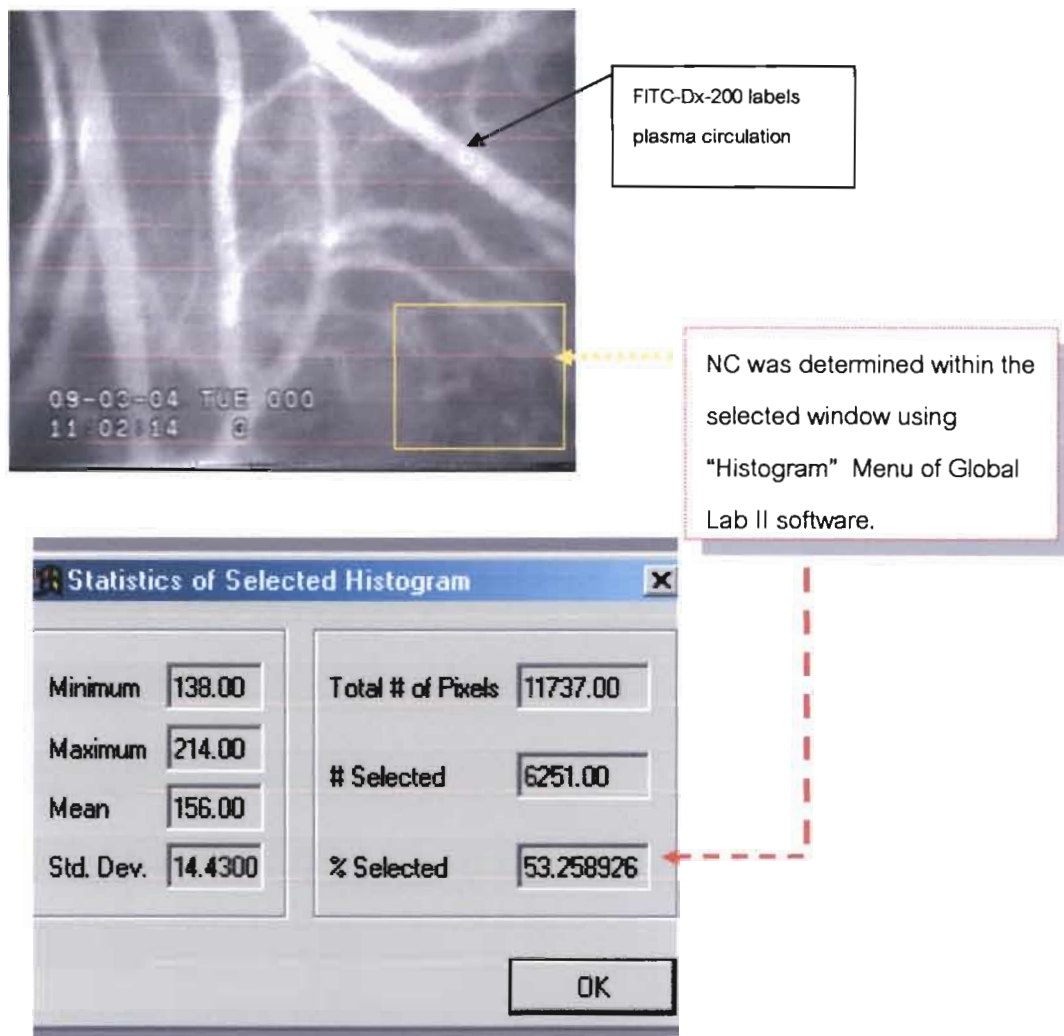 FITC-Dx-200 labels
plasma circulation
09-03-04 TUE 000
11:02:14
NC was determined within the
selected window using
“Histogram” Menu of Global
Lab II software.
Statistics of Selected Histogram
Minimum 138.00
Maximum 214.00
Mean 156.00
Std. Dev. 14.4300
Total # of Pixels 11737.00
# Selected 6251.00
% Selected 53.258926
OK